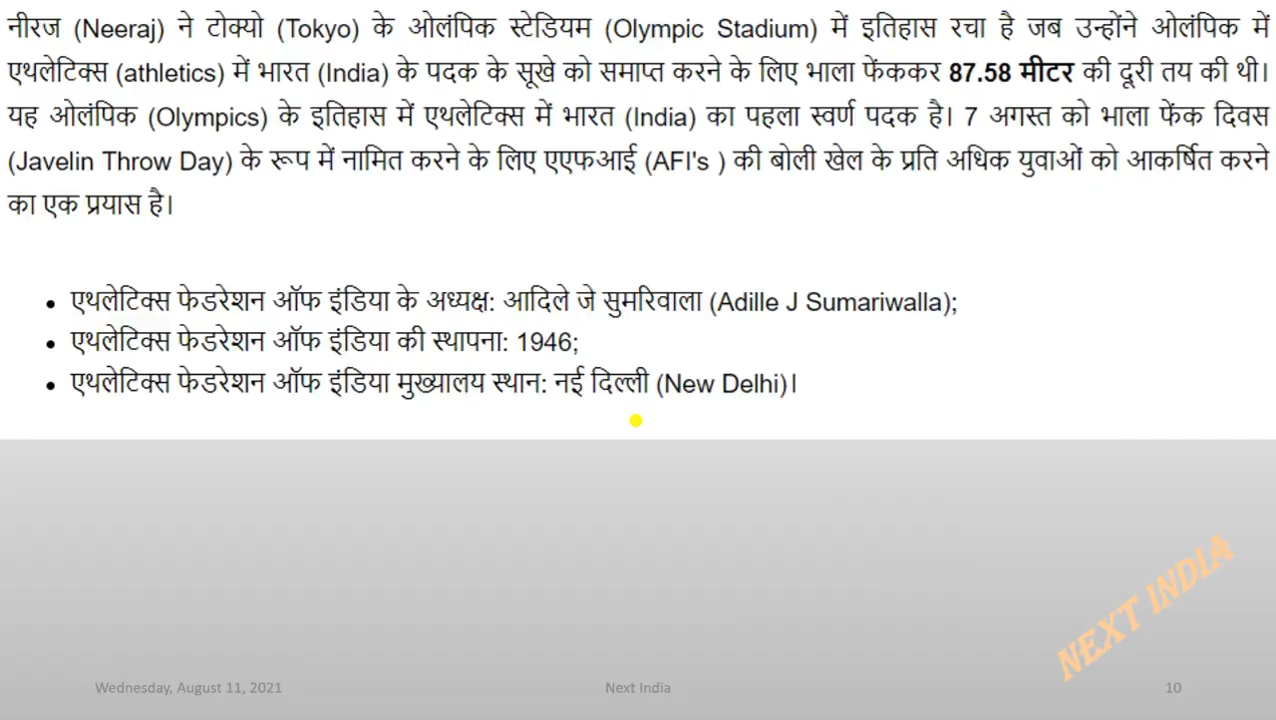 नीरज (Neeraj) ने टोक्यो (Tokyo) के ओलंपिक स्टेडियम (Olympic Stadium) में इतिहास रचा है जब उन्होंने ओलंपिक में
एथलेटिक्स (athletics) में भारत (India) के पदक के सूखे को समाप्त करने के लिए भाला फेंककर 87.58 मीटर की दूरी तय की थी।
यह ओलंपिक (Olympics) के इतिहास में एथलेटिक्स में भारत (India) का पहला स्वर्ण पदक है। 7 अगस्त को भाला फेंक दिवस
(Javelin Throw Day) के रूप में नामित करने के लिए एएफआई (AFI's ) की बोली खेल के प्रति अधिक युवाओं को आकर्षित करने
का एक प्रयास है।
• एथलेटिक्स फेडरेशन ऑफ इंडिया के अध्यक्ष: आदिले जे सुमरिवाला (Adille J Sumariwalla);
• एथलेटिक्स फेडरेशन ऑफ इंडिया की स्थापना: 1946;
• एथलेटिक्स फेडरेशन ऑफ इंडिया मुख्यालय स्थान: नई दिल्ली (New Delhi)।
NEXT INDIA
Wednesday, August 11, 2021 Next India 10